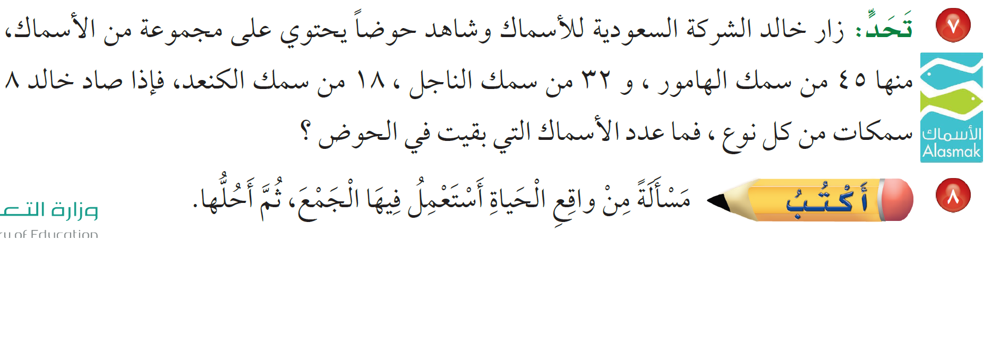 ٧ تَحَدٍّ: زار خالد الشركة السعودية للأسماك وشاهد حوضاً يحتوي على مجموعة من الأسماك،
منها ٤٥ من سمك الهامور ، و ٣٢ من سمك الناجل ، ١٨ من سمك الكنعد، فإذا صاد خالد ٨
سمكات من كل نوع ، فما عدد الأسماك التي بقيت في الحوض ؟
الأسماك
Alasmak
٨ أَكْتُبُ مَسْأَلَةً مِنْ واقِعِ الْحَياةِ أَسْتَعْمِلُ فِيهَا الْجَمْعَ، ثُمَّ أَحُلُّها.
وزارة التعـ
ry of Education